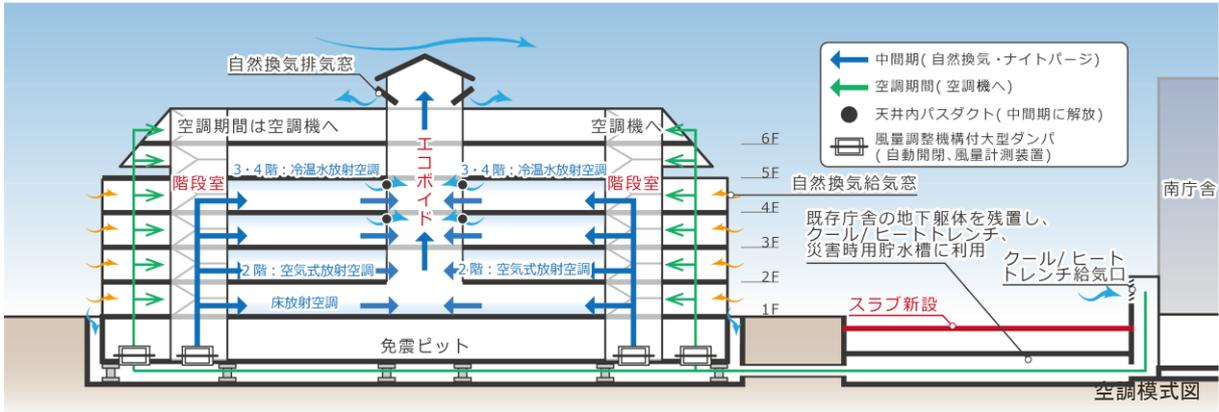 自然換気排気窓
中間期(自然換気・ナイトパージ)
空調期間(空調機へ)
天井内パスダクト(中間期に解放)
風量調整機構付大型ダンパ
(自動開閉、風量計測装置)
空調期間は空調機へ
空調機へ
エコボイド
6F
3・4階:冷温水放射空調
3・4階:冷温水放射空調
5F
階段室
階段室
自然換気給気窓
南庁舎
4F
既存庁舎の地下躯体を残置し、
クール/ヒートトレンチ、
災害時用貯水槽に利用
3F
クール/ヒート
トレンチ給気口
2階:空気式放射空調
2階:空気式放射空調
2F
床放射空調
1F
スラブ新設
免震ピット
空調模式図